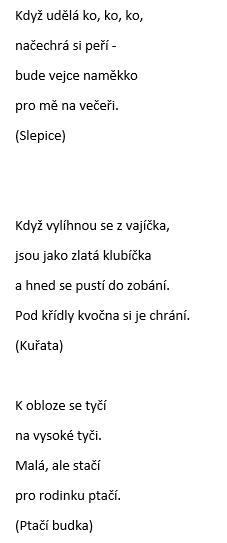 Když udělá ko, ko, ko,
načechrá si peří -
bude vejce naměkko
pro mě na večeři.
(Slepice)
Když vylíhnou se z vajíčka,
jsou jako zlatá klubíčka
a hned se pustí do zobání.
Pod křídly kvočna si je chrání.
(Kuřata)
K obloze se tyčí
na vysoké tyči.
Malá, ale stačí
pro rodinku ptačí.
(Ptačí budka)